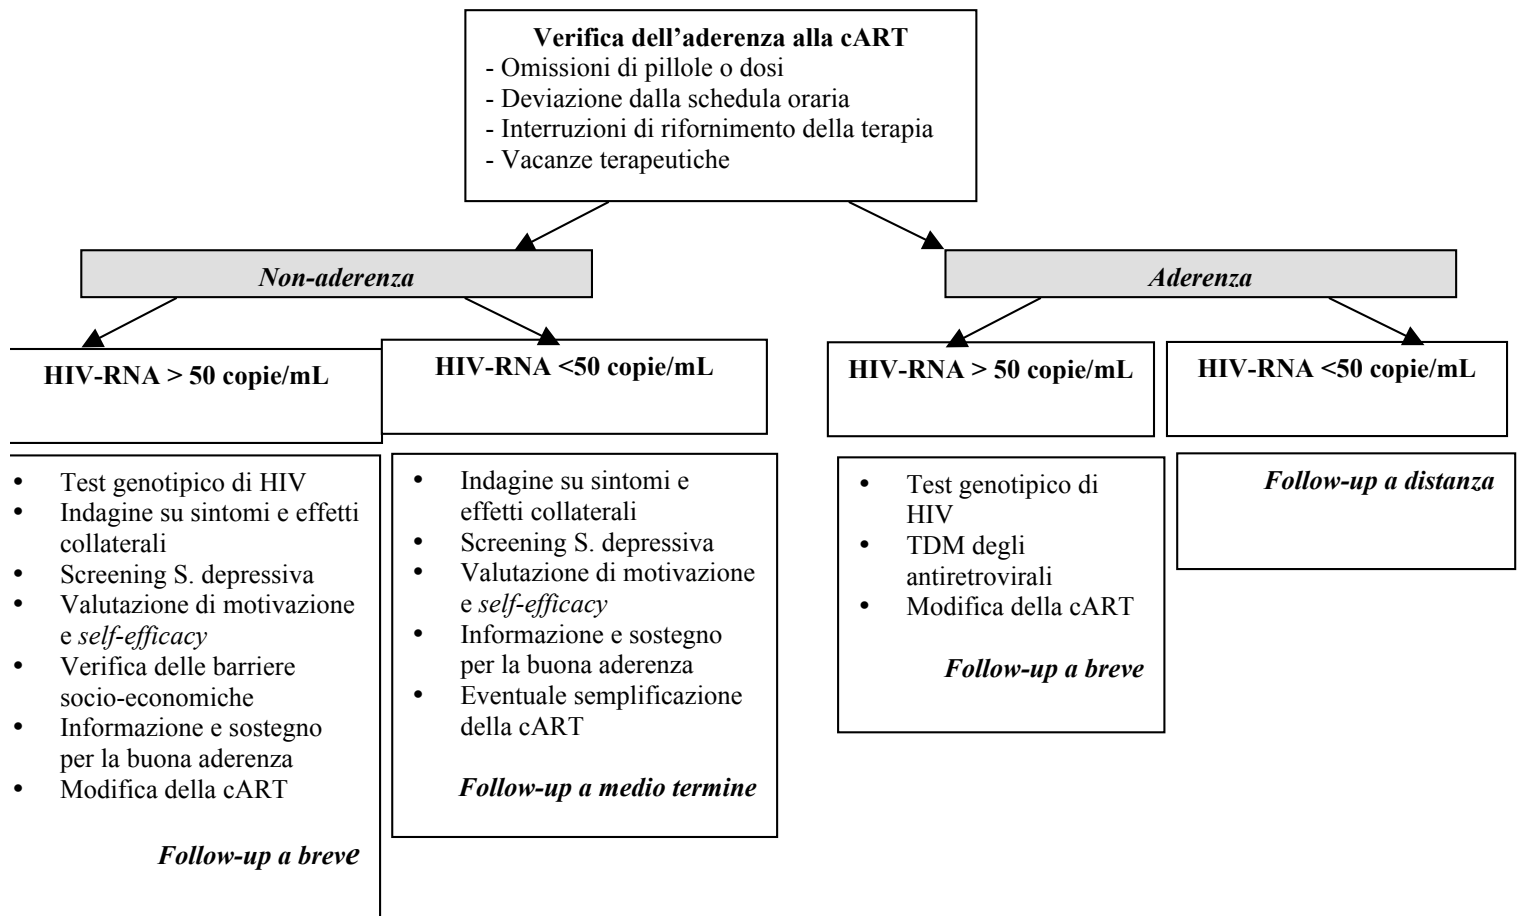 Verifica dell’aderenza alla cART
- Omissioni di pillole o dosi
- Deviazione dalla schedula oraria
- Interruzioni di rifornimento della terapia
- Vacanze terapeutiche
Non-aderenza
Aderenza
HIV-RNA > 50 copie/mL
HIV-RNA <50 copie/mL
HIV-RNA > 50 copie/mL
HIV-RNA <50 copie/mL
• Test genotipico di HIV
• Indagine su sintomi e effetti
collaterali
• Screening S. depressiva
• Valutazione di motivazione
e self-efficacy
• Verifica delle barriere
socio-economiche
• Informazione e sostegno
per la buona aderenza
• Modifica della cART
Follow-up a breve
• Indagine su sintomi e
effetti collaterali
• Screening S. depressiva
• Valutazione di motivazione
e self-efficacy
• Informazione e sostegno
per la buona aderenza
• Eventuale semplificazione
della cART
Follow-up a medio termine
• Test genotipico di
HIV
• TDM degli
antiretrovirali
• Modifica della cART
Follow-up a breve
Follow-up a distanza